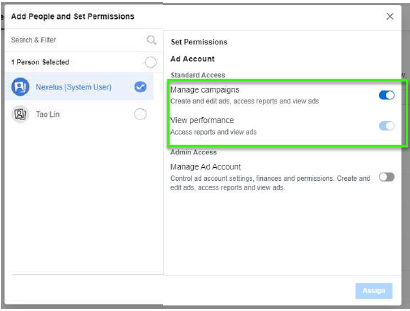 Add People and Set Permissions
Search & Filter
1 Person Selected
Nexelus (System User)
Tao Lin
Set Permissions
Ad Account
Standard Access
Manage campaigns
Create and edit ads, access reports and view ads
View performance
Access reports and view ads
Admin Access
Manage Ad Account
Control ad account settings, finances and permissions. Create and
edit ads, access reports and view ads.
Assign